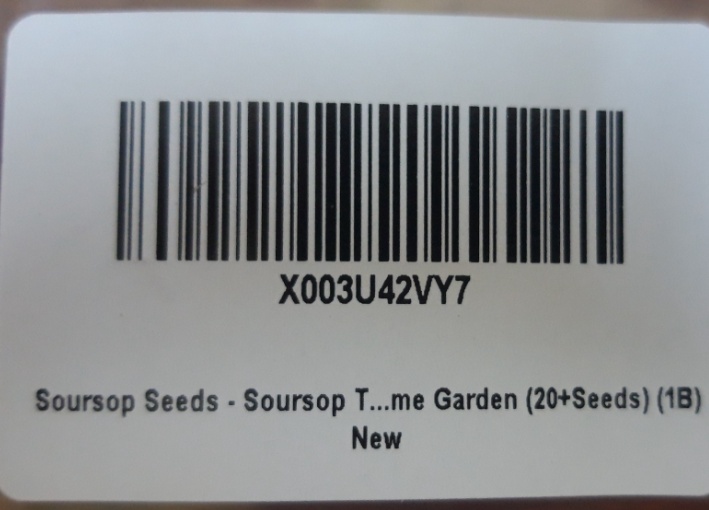 X003U42VY7
Soursop Seeds - Soursop T...me Garden (20+Seeds) (1B)
New